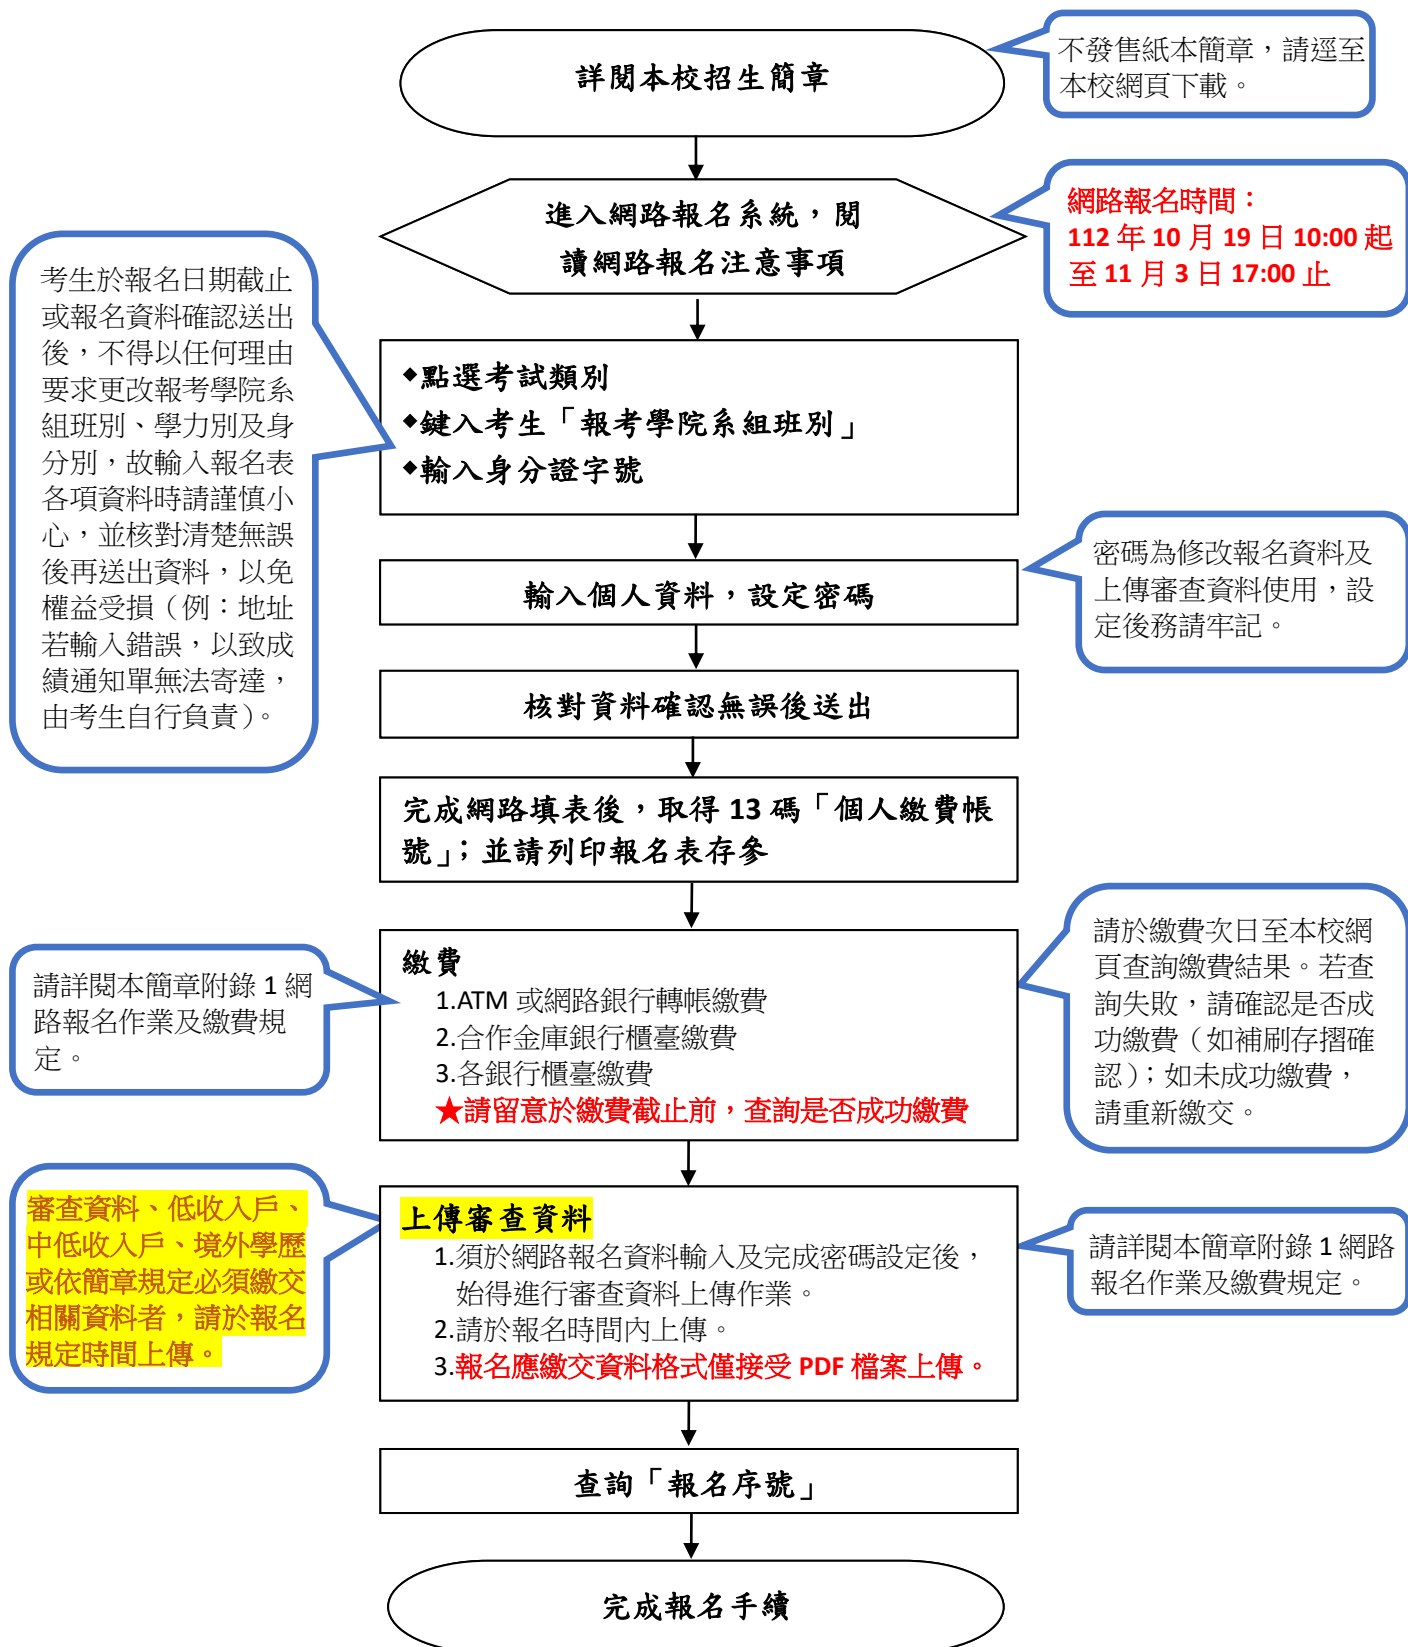 詳閱本校招生簡章
不發售紙本簡章，請逕至
本校網頁下載。
進入網路報名系統，閱
讀網路報名注意事項
網路報名時間：
112 年 10 月 19 日 10:00 起
至 11 月 3 日 17:00 止
考生於報名日期截止
或報名資料確認送出
後，不得以任何理由
要求更改報考學院系
組班別、學力別及身
分別，故輸入報名表
各項資料時請謹慎小
心，並核對清楚無誤
後再送出資料，以免
權益受損（例：地址
若輸入錯誤，以致成
績通知單無法寄達，
由考生自行負責）。
◆點選考試類別
◆鍵入考生「報考學院系組班別」
◆輸入身分證字號
輸入個人資料，設定密碼
密碼為修改報名資料及
上傳審查資料使用，設
定後務請牢記。
核對資料確認無誤後送出
完成網路填表後，取得 13 碼「個人繳費帳
號」；並請列印報名表存參
繳費
1.ATM 或網路銀行轉帳繳費
2.合作金庫銀行櫃臺繳費
3.各銀行櫃臺繳費
★請留意於繳費截止前，查詢是否成功繳費
請詳閱本簡章附錄 1 網
路報名作業及繳費規
定。
請於繳費次日至本校網
頁查詢繳費結果。若查
詢失敗，請確認是否成
功繳費（如補刷存摺確
認）；如未成功繳費，
請重新繳交。
審查資料、低收入戶、
中低收入戶、境外學歷
或依簡章規定必須繳交
相關資料者，請於報名
規定時間上傳。
上傳審查資料
1.須於網路報名資料輸入及完成密碼設定後，
始得進行審查資料上傳作業。
2.請於報名時間內上傳。
3.報名應繳交資料格式僅接受 PDF 檔案上傳。
請詳閱本簡章附錄 1 網路
報名作業及繳費規定。
查詢「報名序號」
完成報名手續